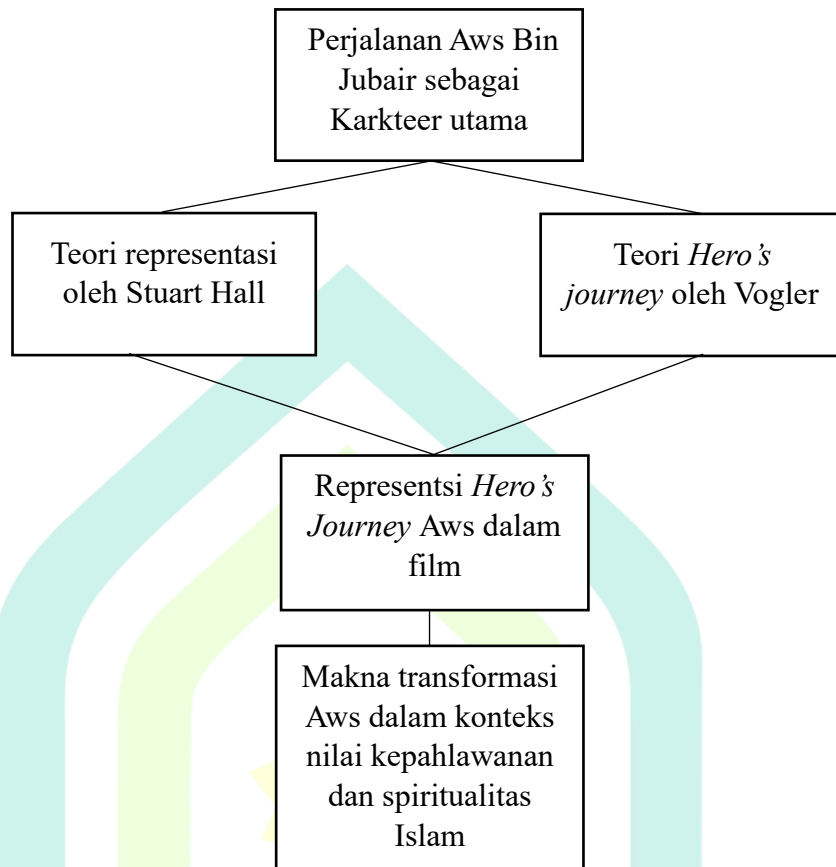 Perjalanan Aws Bin
Jubair sebagai
Karkteer utama
Teori representasi
oleh Stuart Hall
Teori Hero’s
journey oleh Vogler
Representsi Hero’s
Journey Aws dalam
film
Makna transformasi
Aws dalam konteks
nilai kepahlawanan
dan spiritualitas
Islam